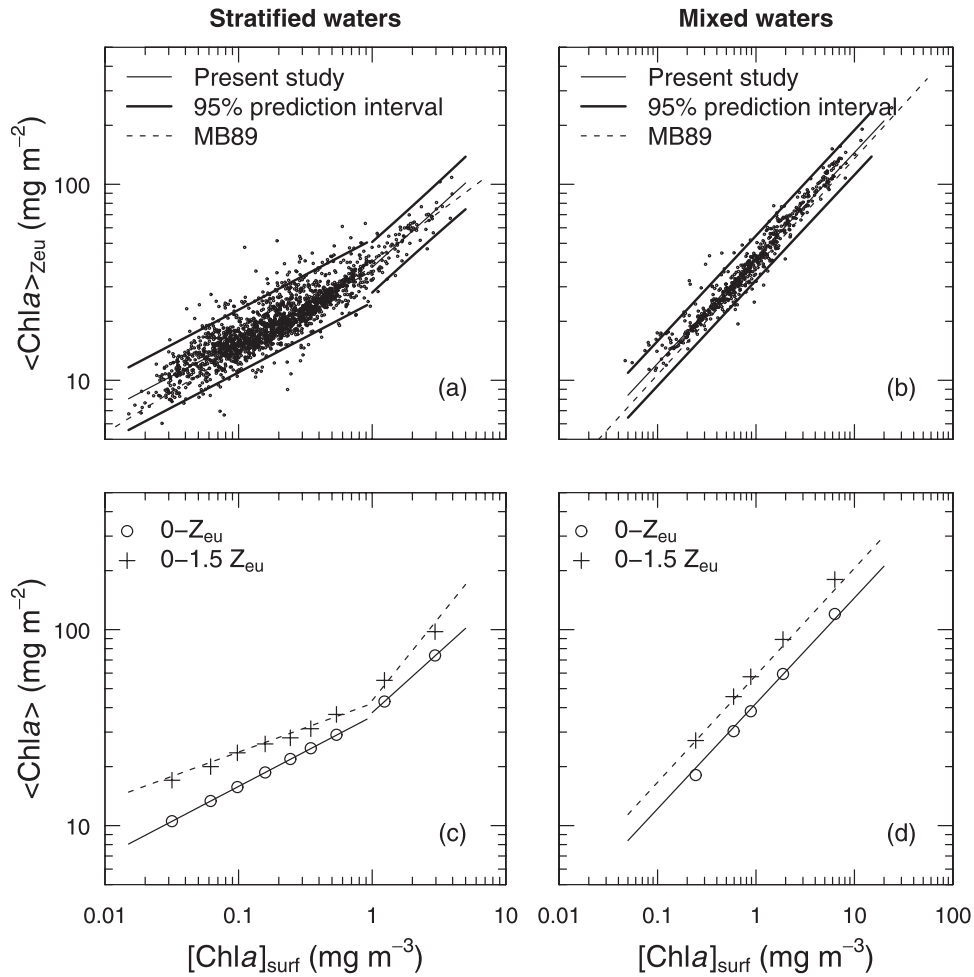 Stratified waters
Mixed waters
Present study
95% prediction interval
MB89
Present study
95% prediction interval
MB89
<Chla>Zeu (mg m−2)
100
10
(a)
(b)
0−Zeu
0−1.5 Zeu
0−Zeu
0−1.5 Zeu
<Chla> (mg m−2)
100
10
(c)
(d)
0.01 0.1 1 10
0.01 0.1 1 10 100
[Chla]surf (mg m−3)
[Chla]surf (mg m−3)